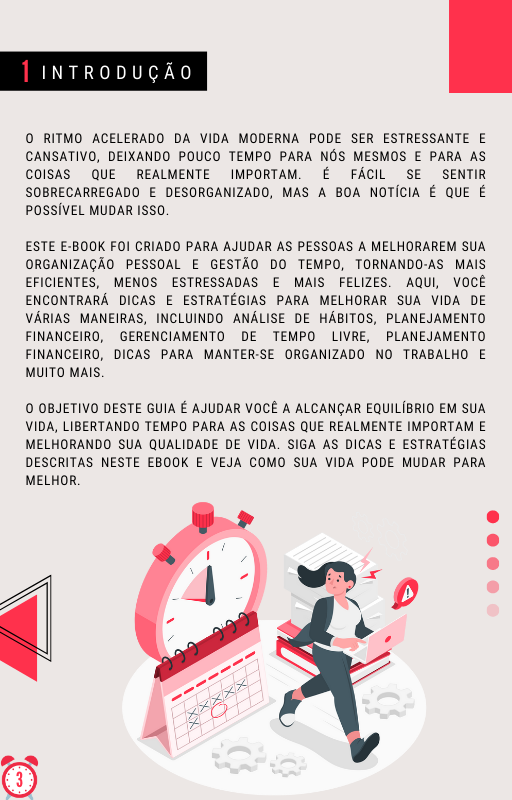 1 INTRODUÇÃO
O RITMO ACELERADO DA VIDA MODERNA PODE SER ESTRESSANTE E
CANSATIVO, DEIXANDO POUCO TEMPO PARA NÓS MESMOS E PARA AS
COISAS QUE REALMENTE IMPORTAM. É FÁCIL SE SENTIR
SOBRECARREGADO E DESORGANIZADO, MAS A BOA NOTÍCIA É QUE É
POSSÍVEL MUDAR ISSO.
ESTE E-BOOK FOI CRIADO PARA AJUDAR AS PESSOAS A MELHORAREM SUA
ORGANIZAÇÃO PESSOAL E GESTÃO DO TEMPO, TORNANDO-AS MAIS
EFICIENTES, MENOS ESTRESSADAS E MAIS FELIZES. AQUI, VOCÊ
ENCONTRARÁ DICAS E ESTRATÉGIAS PARA MELHORAR SUA VIDA DE
VÁRIAS MANEIRAS, INCLUINDO ANÁLISE DE HÁBITOS, PLANEJAMENTO
FINANCEIRO, GERENCIAMENTO DE TEMPO LIVRE, PLANEJAMENTO
FINANCEIRO, DICAS PARA MANTER-SE ORGANIZADO NO TRABALHO E
MUITO MAIS.
O OBJETIVO DESTE GUIA É AJUDAR VOCÊ A ALCANÇAR EQUILÍBRIO EM SUA
VIDA, LIBERTANDO TEMPO PARA AS COISAS QUE REALMENTE IMPORTAM E
MELHORANDO SUA QUALIDADE DE VIDA. SIGA AS DICAS E ESTRATÉGIAS
DESCRITAS NESTE EBOOK E VEJA COMO SUA VIDA PODE MUDAR PARA
MELHOR.
3